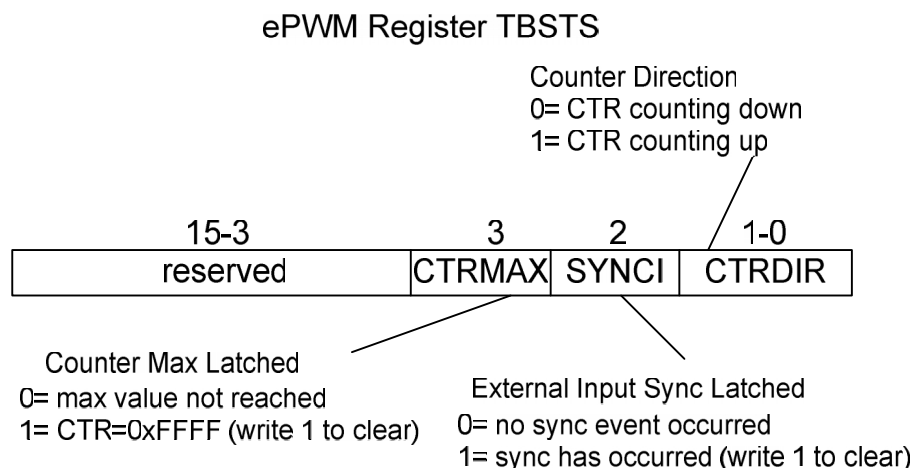 ePWM Register TBSTS
Counter Direction
0= CTR counting down
1= CTR counting up
15-3 3 2 1-0
reserved CTRMAX SYNCI CTRDIR
Counter Max Latched
0= max value not reached
1= CTR=0xFFFF (write 1 to clear)
External Input Sync Latched
0= no sync event occurred
1= sync has occurred (write 1 to clear)